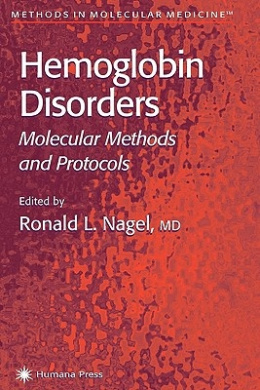 METHODS IN MOLECULAR MEDICINE™
Hemoglobin
Disorders
Molecular Methods
and Protocols
Edited by
Ronald L. Nagel, MD
Humana Press